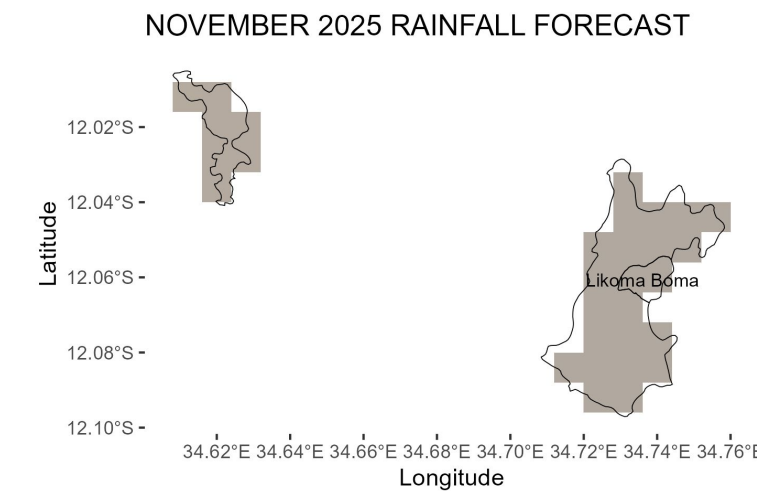 NOVEMBER 2025 RAINFALL FORECAST
12.02°S
12.04°S
12.06°S
12.08°S
12.10°S
Latitude
Likoma Boma
34.62°E 34.64°E 34.66°E 34.68°E 34.70°E 34.72°E 34.74°E 34.76°E
Longitude